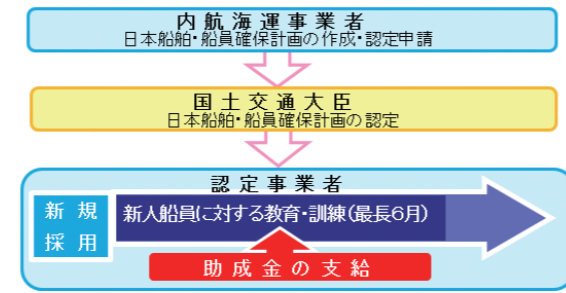 内航海運事業者
日本船舶・船員確保計画の作成・認定申請
国土交通大臣
日本船舶・船員確保計画の認定
認定事業者
新規
採用
新人船員に対する教育・訓練(最長6月)
助成金の支給